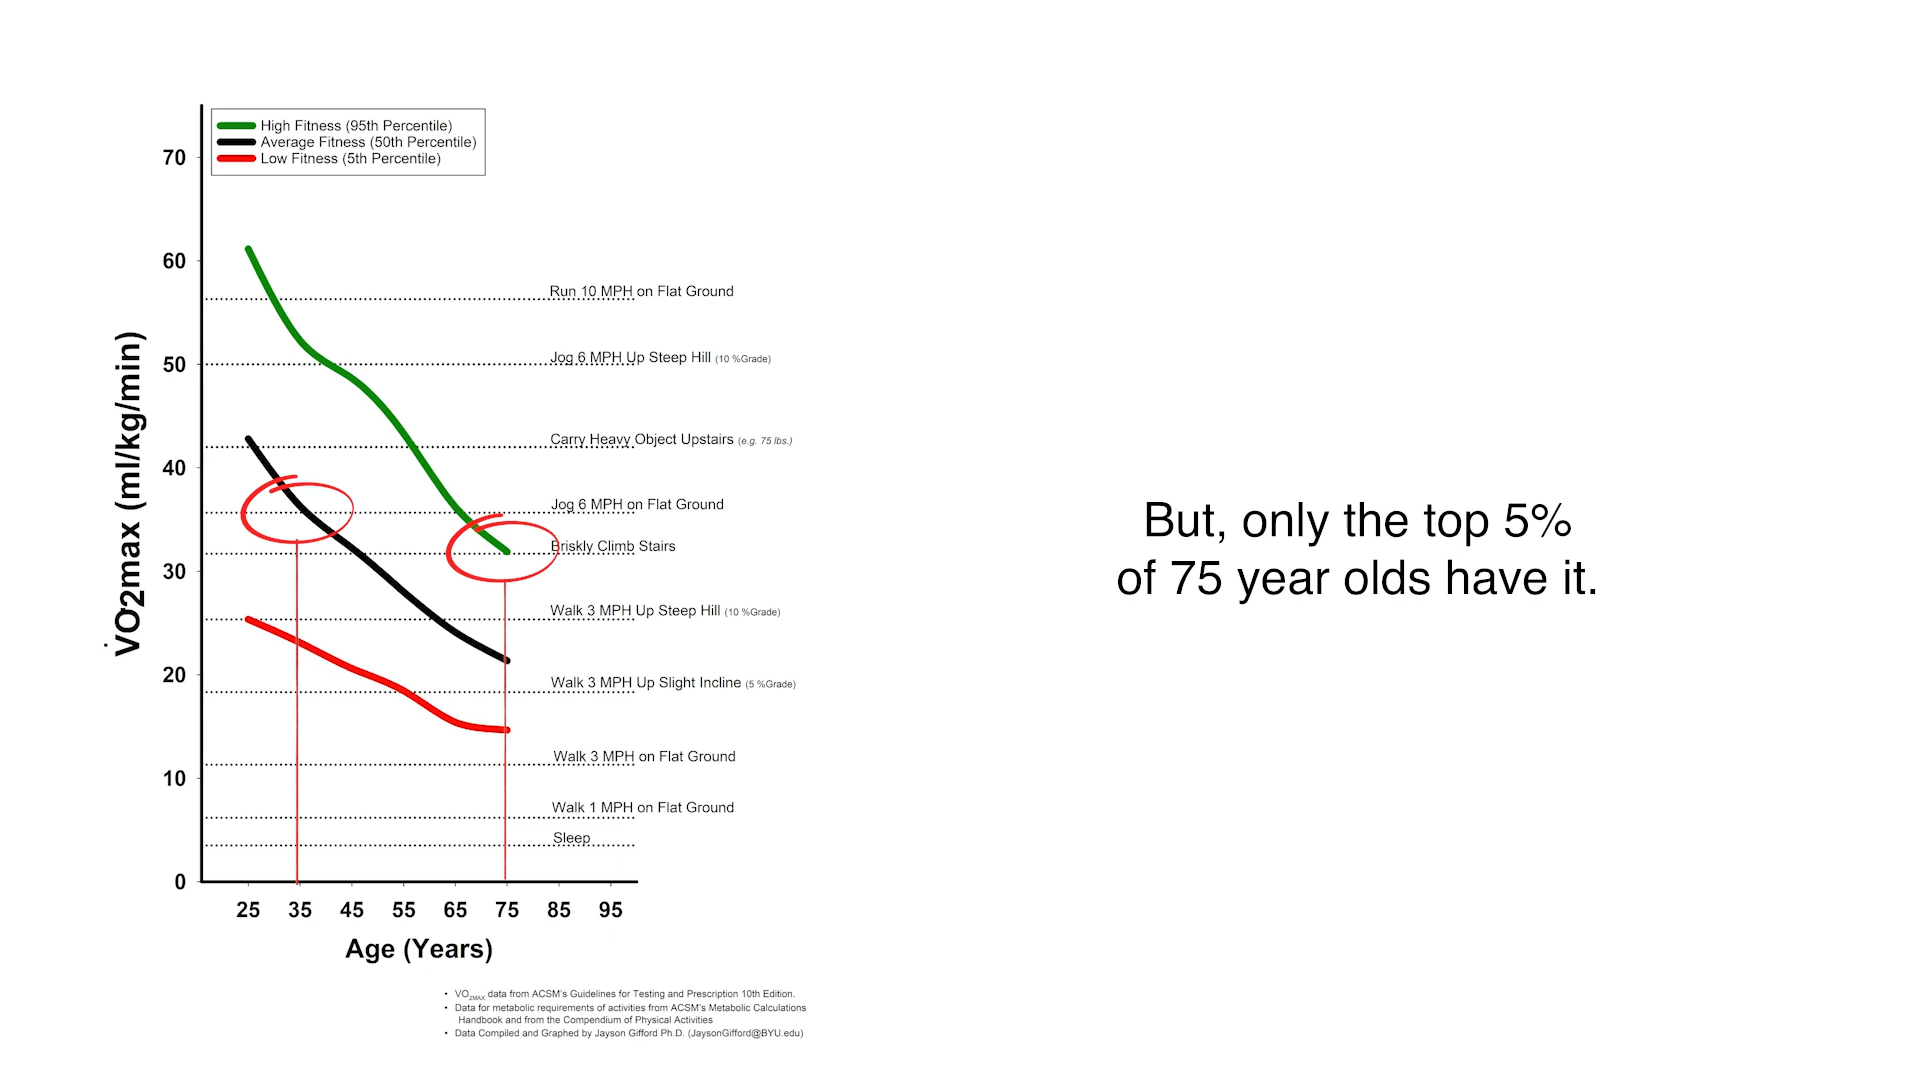 High Fitness (95th Percentile)
Average Fitness (50th Percentile)
Low Fitness (5th Percentile)
70
60
50
40
30
20
10
0
V̇O2max (ml/kg/min)
Run 10 MPH on Flat Ground
Jog 6 MPH Up Steep Hill (10 %Grade)
Carry Heavy Object Upstairs (e.g. 75 lbs.)
Jog 6 MPH on Flat Ground
Briskly Climb Stairs
Walk 3 MPH Up Steep Hill (10 %Grade)
Walk 3 MPH Up Slight Incline (5 %Grade)
Walk 3 MPH on Flat Ground
Walk 1 MPH on Flat Ground
Sleep
25 35 45 55 65 75 85 95
Age (Years)
• VO2MAX data from ACSM's Guidelines for Testing and Prescription 10th Edition.
• Data for metabolic requirements of activities from ACSM's Metabolic Calculations
Handbook and from the Compendium of Physical Activities
• Data Compiled and Graphed by Jayson Gifford Ph.D. (JaysonGifford@BYU.edu)
But, only the top 5%
of 75 year olds have it.